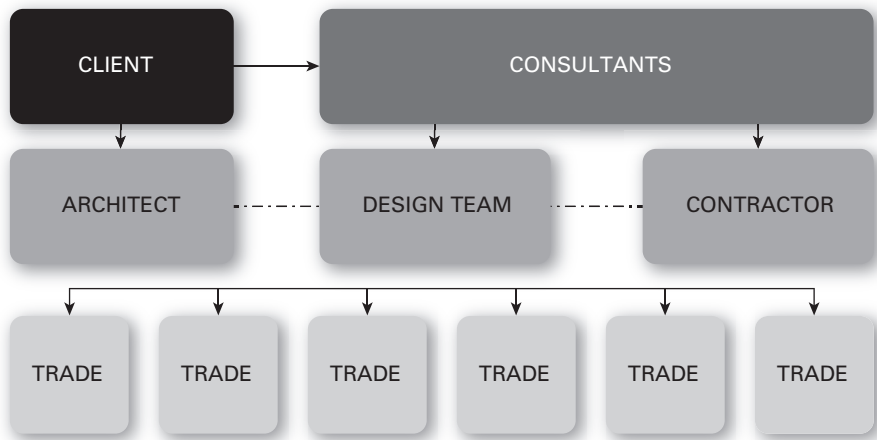 CLIENT
CONSULTANTS
ARCHITECT
DESIGN TEAM
CONTRACTOR
TRADE
TRADE
TRADE
TRADE
TRADE
TRADE